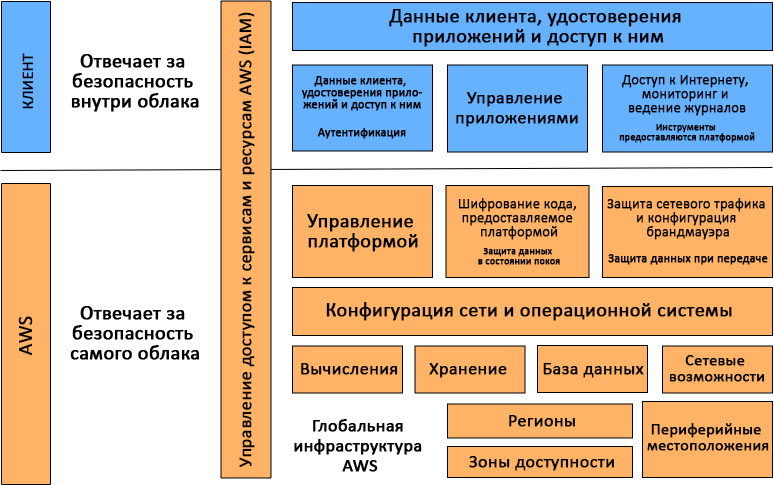 КЛИЕНТ
Отвечает за
безопасность
внутри облака
Управление доступом к сервисам и ресурсам AWS (IAM)
Данные клиента, удостоверения
приложений и доступ к ним
Данные клиента,
удостоверения прило-
жений и доступ к ним
Аутентификация
Управление
приложениями
Доступ к Интернету,
мониторинг и
ведение журналов
Инструменты
предоставляются платформой
AWS
Отвечает за
безопасность
самого облака
Управление
платформой
Шифрование кода,
предоставляемое
платформой
Защита данных
в состоянии покоя
Защита сетевого трафика
и конфигурация
брандмауэра
Защита данных при передаче
Конфигурация сети и операционной системы
Вычисления
Хранение
База данных
Сетевые
возможности
Глобальная
инфраструктура
AWS
Регионы
Зоны доступности
Периферийные
местоположения